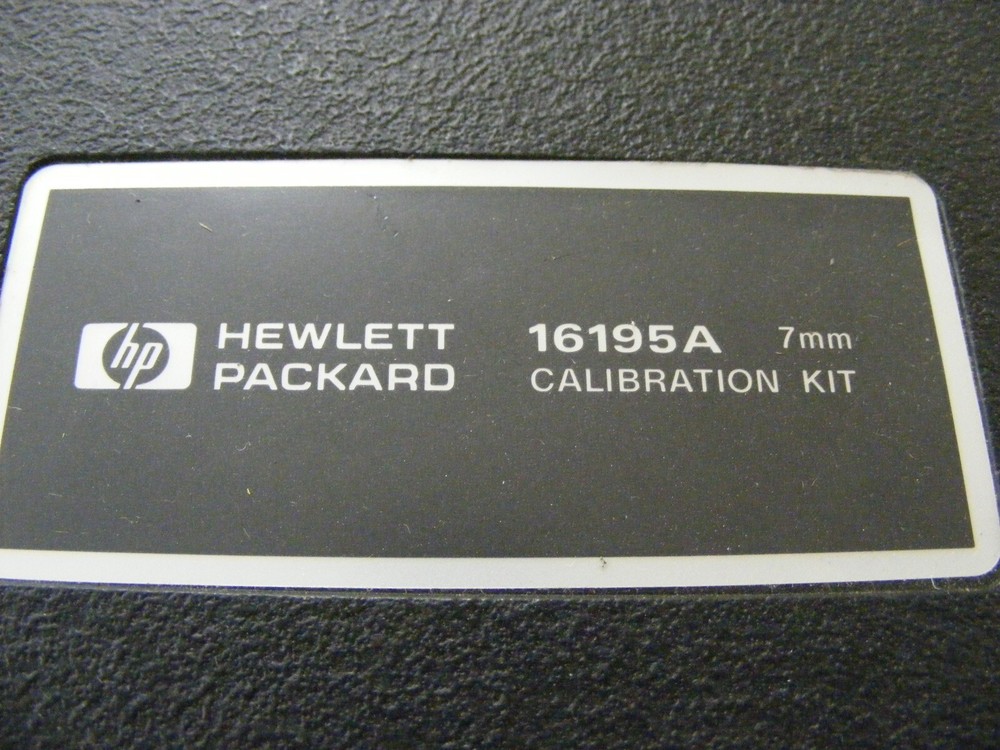 hp HEWLETT
PACKARD
16195A 7mm
CALIBRATION KIT